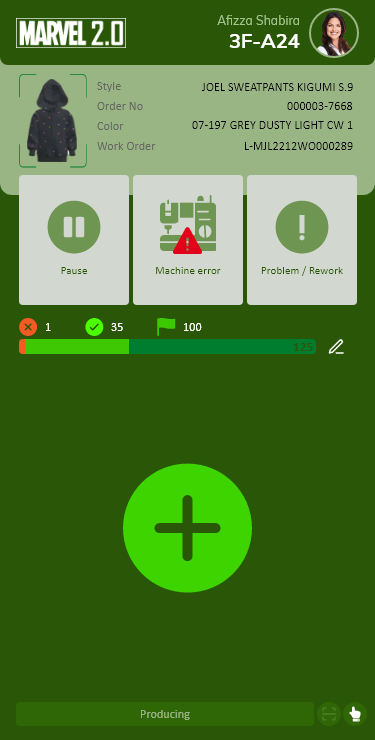 MARVEL 2.0
Afizza Shabira
3F-A24
Style JOEL SWEATPANTS KIGUMI S.9
Order No 000003-7668
Color 07-197 GREY DUSTY LIGHT CW 1
Work Order L-MJL2212WO000289
Pause
Machine error
Problem / Rework
1 35 100
125
Producing